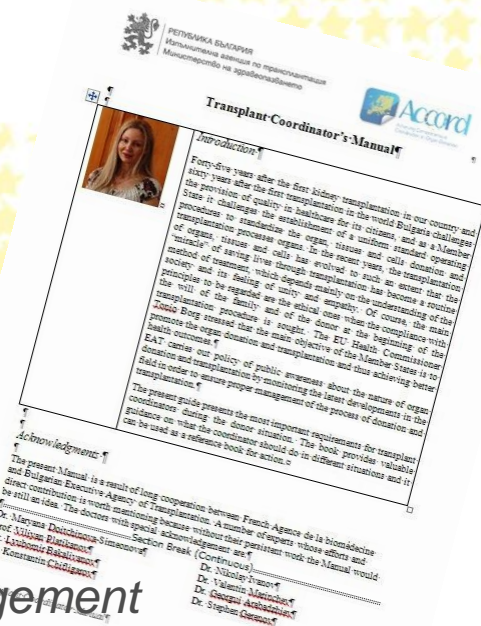 РЕПУБЛИКА БЪЛГАРИЯ
Изпълнителна агенция по трансплантация
Министерство на здравеопазването
Accord
Transplant·Coordinator's·Manual¶
Introduction·¶
Forty-five years after the first kidney transplantation in our country and
sixty years after the first transplantation in the world Bulgaria challenges
the provision of quality in healthcare for its citizens, and as a Member
State it challenges the establishment of a uniform standard operating
procedures to standardize the organ, tissues and cells donation and
transplantation processes organs. In the recent years, the transplantation
of organs, tissues and cells has evolved to such an extent that the
"miracle" of saving lives through transplantation has become a routine
method of treatment, which depends mainly on the understanding of the
society and its feeling of unity and empathy. Of course, the main
principles to be regarded are the ethical ones when the compliance with
the will of the family and of the donor at the beginning of the
transplantation procedure is sought. The EU Health Commissioner
Tonio Borg stressed that the main objective of the Member States is to
promote the organ donation and transplantation and thus achieving better
health outcomes.¶
EAT carries out our policy of public awareness about the nature of organ
donation and transplantation by monitoring the latest developments in the
field in order to ensure proper management of the process of donation and
transplantation.¶
The present guide presents the most important requirements for transplant
coordinators during the donor situation. The book provides valuable
guidance on what the coordinator should do in different situations and it
can be used as a reference book for action.¤
Acknowledgments·¶
The present Manual is a result of long cooperation between French Agence de la biomédecine
and Bulgarian Executive Agency of Transplantation. A number of experts whose efforts and
direct contribution is worth mentioning because without their persistent work the Manual would
be still an idea. The doctors with special acknowledgement are:¶
Section Break (Continuous)
Dr. Maryana Simeonova
Prof. Platikanov
Konstantin
Dr. Nikolay Ivanov
Dr. Valentin
Dr. Georgi
Dr. Stephen
gement